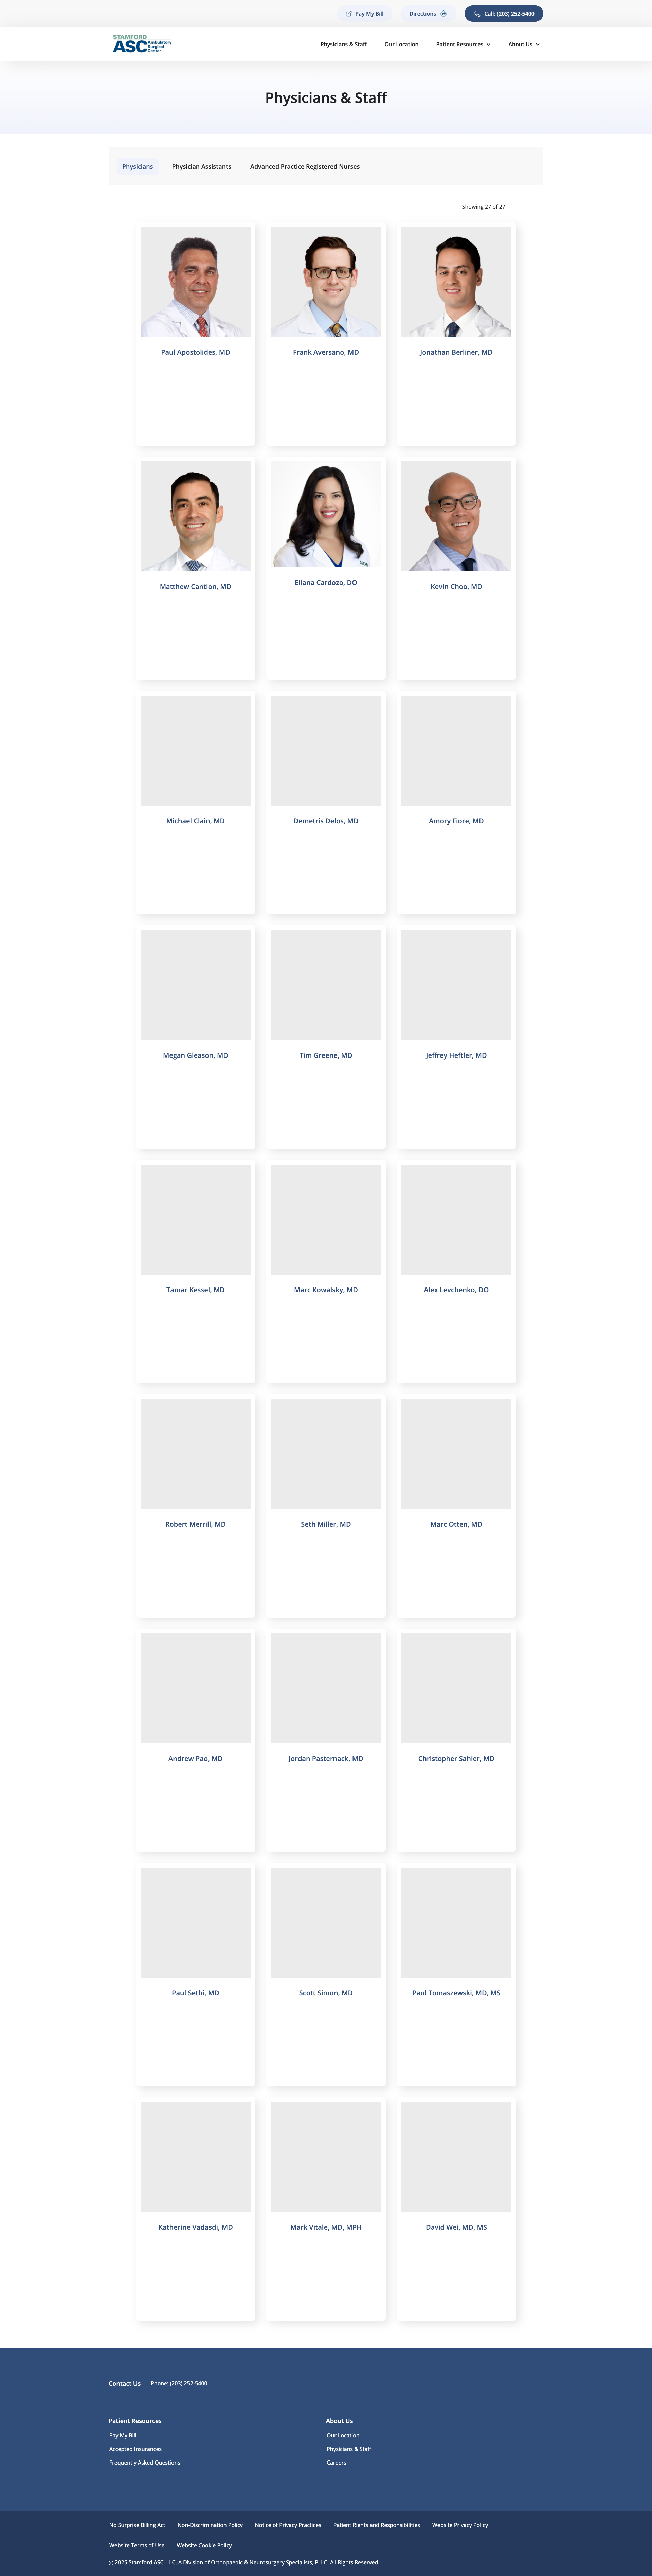 Pay My Bill
Directions
Call: (203) 252-5400
STAMFORD
ASC Ambulatory
Surgical
Center
Physicians & Staff
Our Location
Patient Resources
About Us
Physicians & Staff
Physicians
Physician Assistants
Advanced Practice Registered Nurses
Showing 27 of 27
Paul Apostolides, MD
Frank Aversano, MD
Jonathan Berliner, MD
Matthew Cantlon, MD
Eliana Cardozo, DO
Kevin Choo, MD
Michael Clain, MD
Demetris Delos, MD
Amory Fiore, MD
Megan Gleason, MD
Tim Greene, MD
Jeffrey Heftler, MD
Tamar Kessel, MD
Marc Kowalsky, MD
Alex Levchenko, DO
Robert Merrill, MD
Seth Miller, MD
Marc Otten, MD
Andrew Pao, MD
Jordan Pasternack, MD
Christopher Sahler, MD
Paul Sethi, MD
Scott Simon, MD
Paul Tomaszewski, MD, MS
Katherine Vadasdi, MD
Mark Vitale, MD, MPH
David Wei, MD, MS
Contact Us
Phone: (203) 252-5400
Patient Resources
Pay My Bill
Accepted Insurances
Frequently Asked Questions
About Us
Our Location
Physicians & Staff
Careers
No Surprise Billing Act
Non-Discrimination Policy
Notice of Privacy Practices
Patient Rights and Responsibilities
Website Privacy Policy
Website Terms of Use
Website Cookie Policy
© 2025 Stamford ASC, LLC, A Division of Orthopaedic & Neurosurgery Specialists, PLLC. All Rights Reserved.